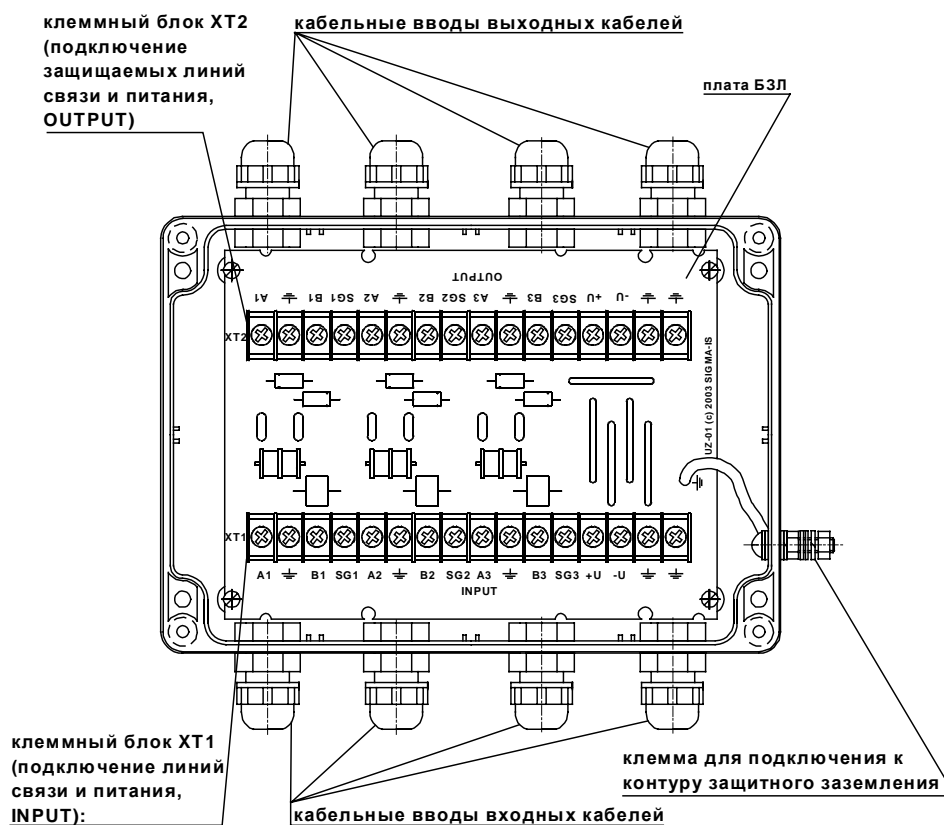 клеммный блок XT2
(подключение
защищаемых линий
связи и питания,
OUTPUT)
кабельные вводы выходных кабелей
плата БЗЛ
OUTPUT
A1 B1 SG1 A2 B2 SG2 A3 B3 SG3 +U -U
XT2
UZ-01 (c) 2003 SIGMA-IS
XT1
A1 B1 SG1 A2 B2 SG2 A3 B3 SG3 +U -U
INPUT
клеммный блок XT1
(подключение линий
связи и питания,
INPUT):
кабельные вводы входных кабелей
клемма для подключения к
контуру защитного заземления